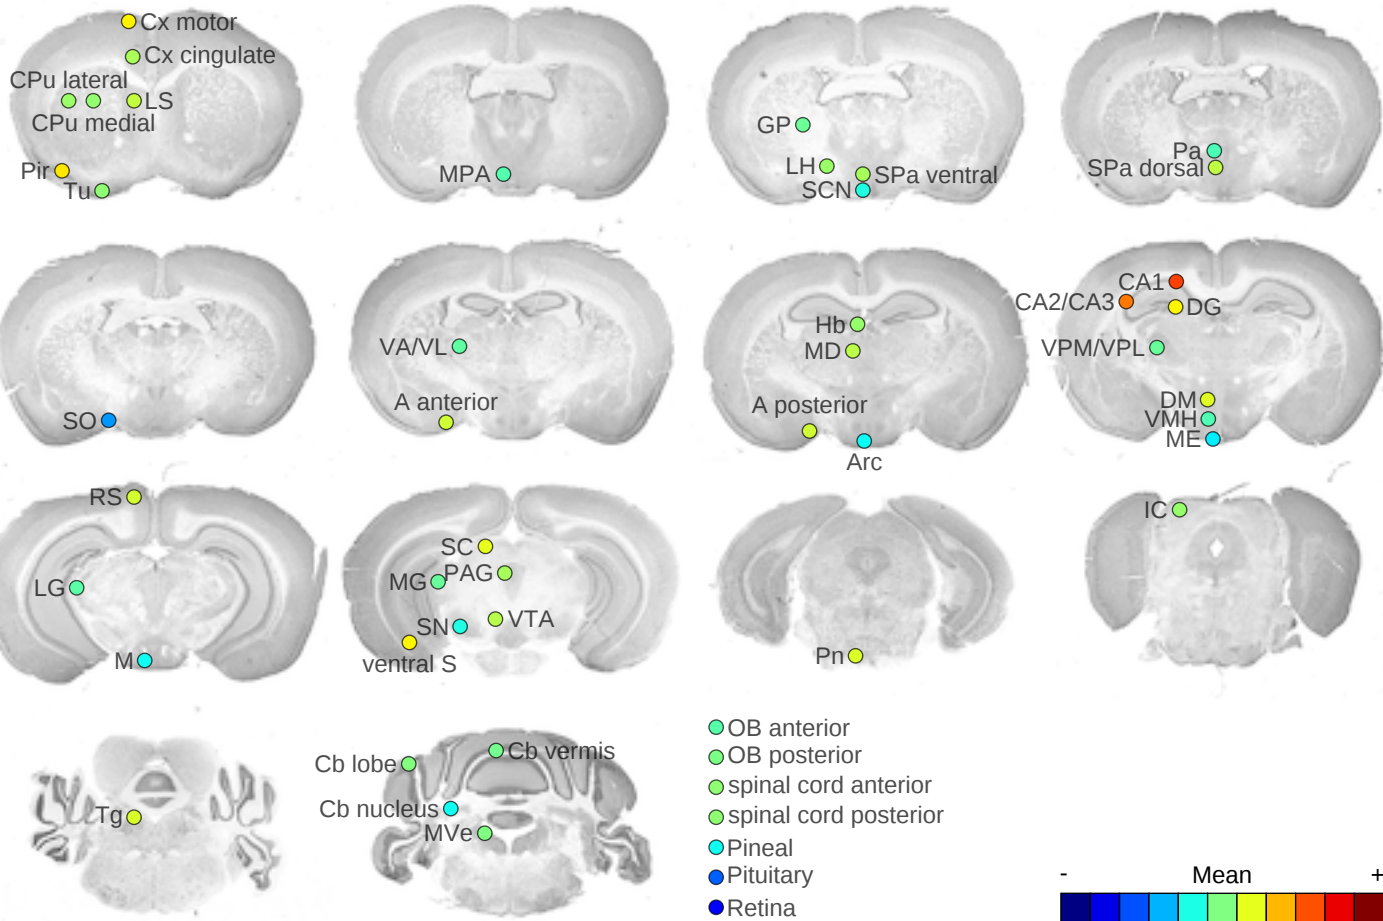 Cx motor
Cx cingulate
CPu lateral
LS
CPu medial
Pir
Tu
MPA
GP
LH
SPa ventral
SCN
Pa
SPa dorsal
SO
VA/VL
A anterior
Hb
MD
A posterior
Arc
CA1
CA2/CA3
DG
VPM/VPL
DM
VMH
ME
RS
LG
M
SC
PAG
MG
VTA
SN
ventral S
Pn
IC
Tg
Cb vermis
Cb lobe
Cb nucleus
MVe
OB anterior
OB posterior
spinal cord anterior
spinal cord posterior
Pineal
Pituitary
Retina
- Mean +